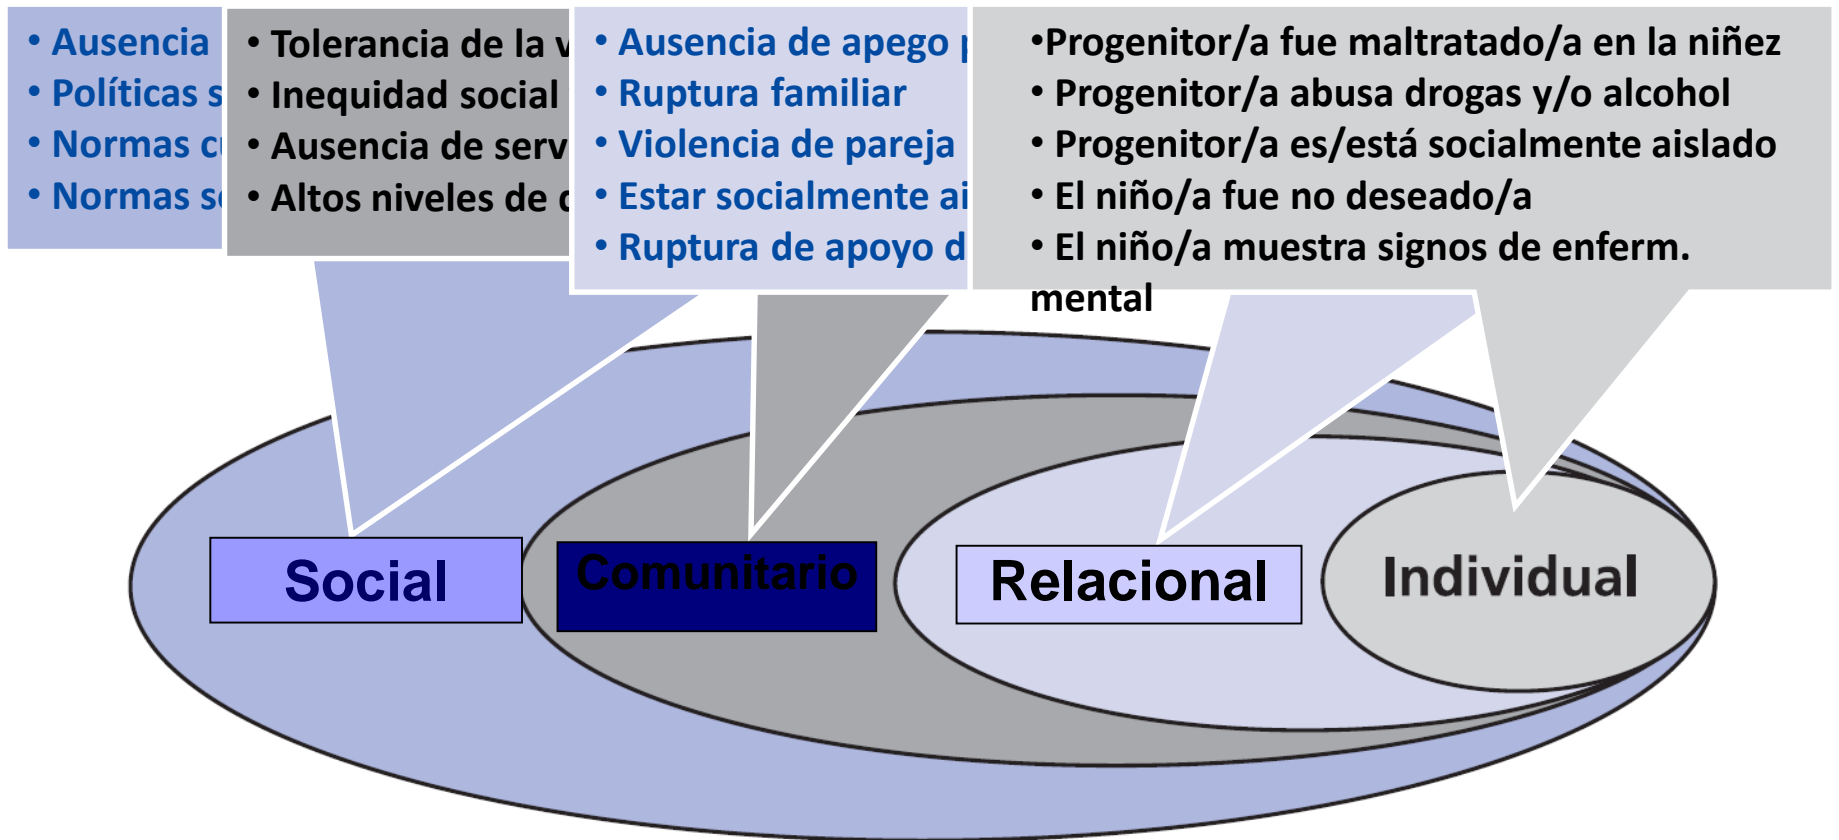 • Ausencia
• Políticas
• Normas
• Normas
• Tolerancia de la
• Inequidad social
• Ausencia de
• Altos niveles de
• Ausencia de apego
• Ruptura familiar
• Violencia de pareja
• Estar socialmente
• Ruptura de apoyo
•Progenitor/a fue maltratado/a en la niñez
• Progenitor/a abusa drogas y/o alcohol
• Progenitor/a es/está socialmente aislado
• El niño/a fue no deseado/a
• El niño/a muestra signos de enferm.
mental
Social
Comunitario
Relacional
Individual